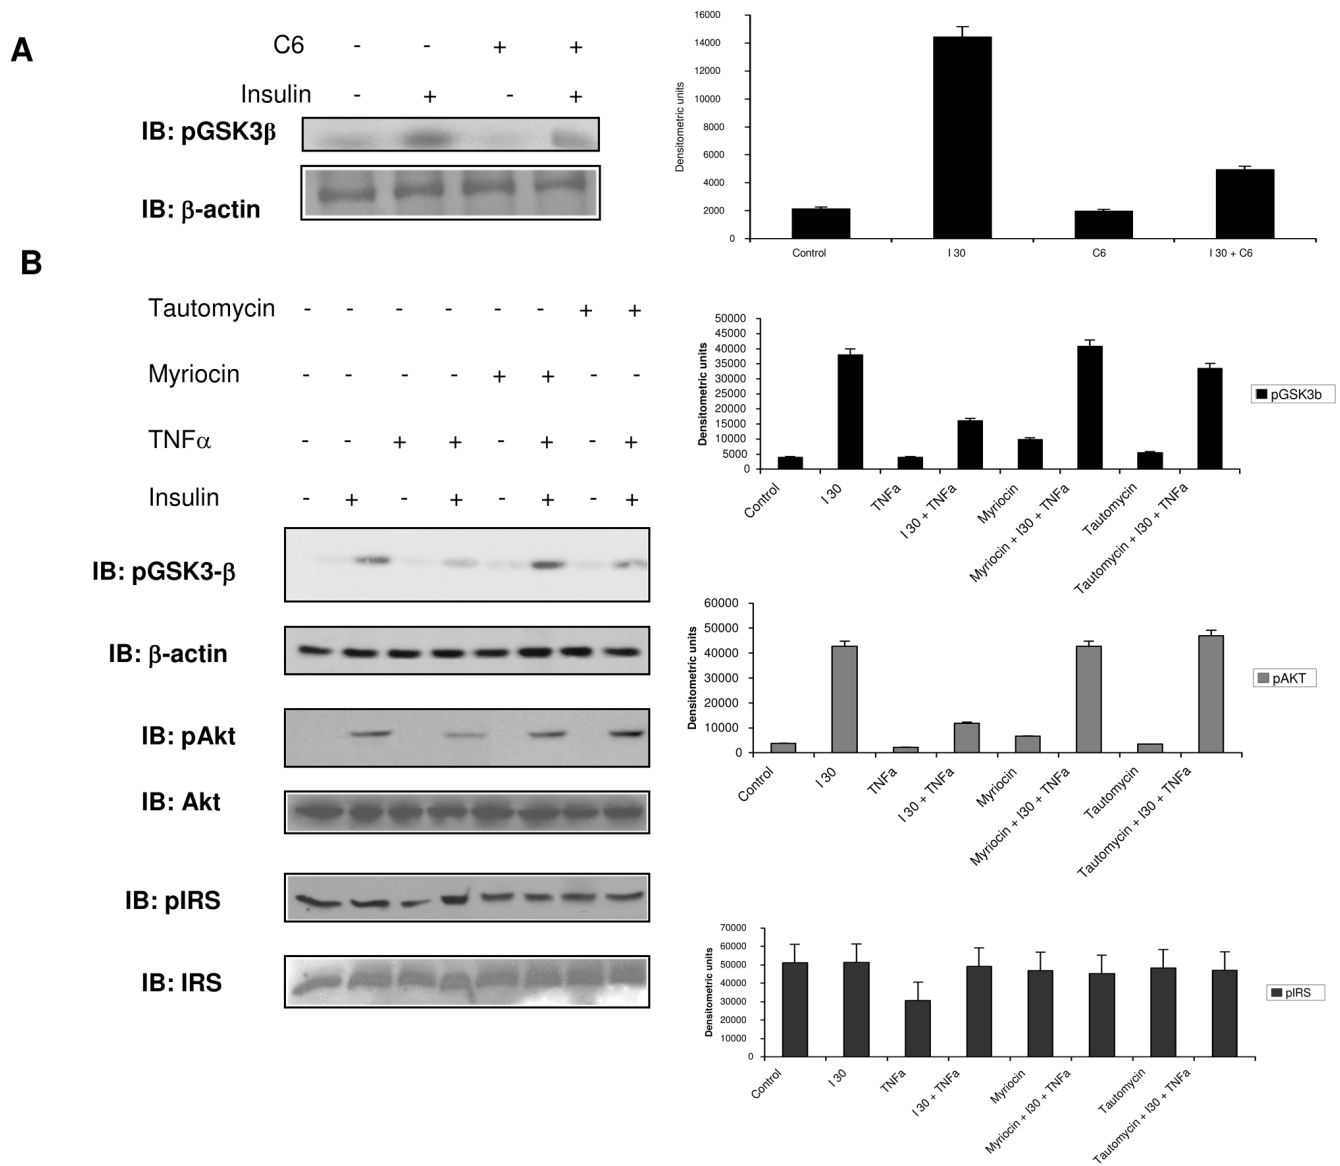 A
C6 - - + +
Insulin - + - +
IB: pGSK3β
IB: β-actin
Densitometric units
16000
14000
12000
10000
8000
6000
4000
2000
0
Control I 30 C6 I 30 + C6
B
Tautomycin - - - - - - + +
Myriocin - - - - + + - -
TNFα - - + + - + - +
Insulin - + - + - + - +
IB: pGSK3-β
IB: β-actin
IB: pAkt
IB: Akt
IB: pIRS
IB: IRS
Densitometric units
50000
45000
40000
35000
30000
25000
20000
15000
10000
5000
0
Control
I 30
TNFa
I 30 + TNFa
Myriocin
Myriocin + I30 + TNFa
Tautomycin
Tautomycin + I30 + TNFa
pGSK3b
Densitometric units
60000
50000
40000
30000
20000
10000
0
Control
I 30
TNFa
I 30 + TNFa
Myriocin
Myriocin + I30 + TNFa
Tautomycin
Tautomycin + I30 + TNFa
pAKT
Densitometric units
70000
60000
50000
40000
30000
20000
10000
0
Control
I 30
TNFa
I 30 + TNFa
Myriocin
Myriocin + I30 + TNFa
Tautomycin
Tautomycin + I30 + TNFa
pIRS